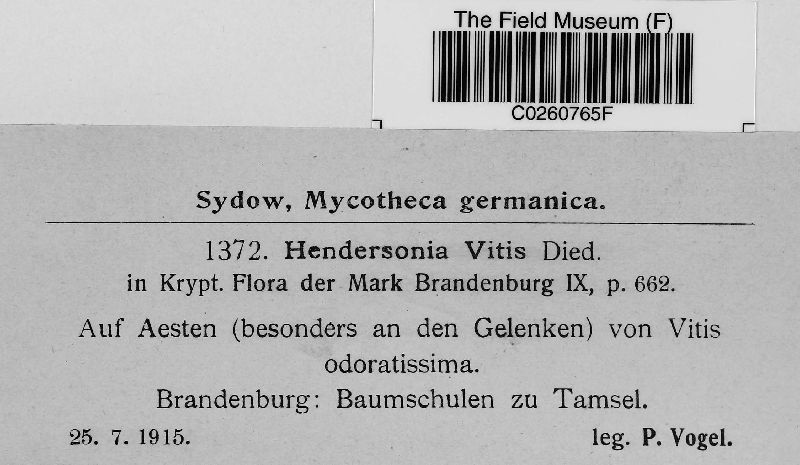 The Field Museum (F)
C0260765F
Sydow, Mycotheca germanica.
1372. Hendersonia Vitis Died.
in Krypt. Flora der Mark Brandenburg IX, p. 662.
Auf Aesten (besonders an den Gelenken) von Vitis
odoratissima.
Brandenburg: Baumschulen zu Tamsel.
25. 7. 1915. leg. P. Vogel.